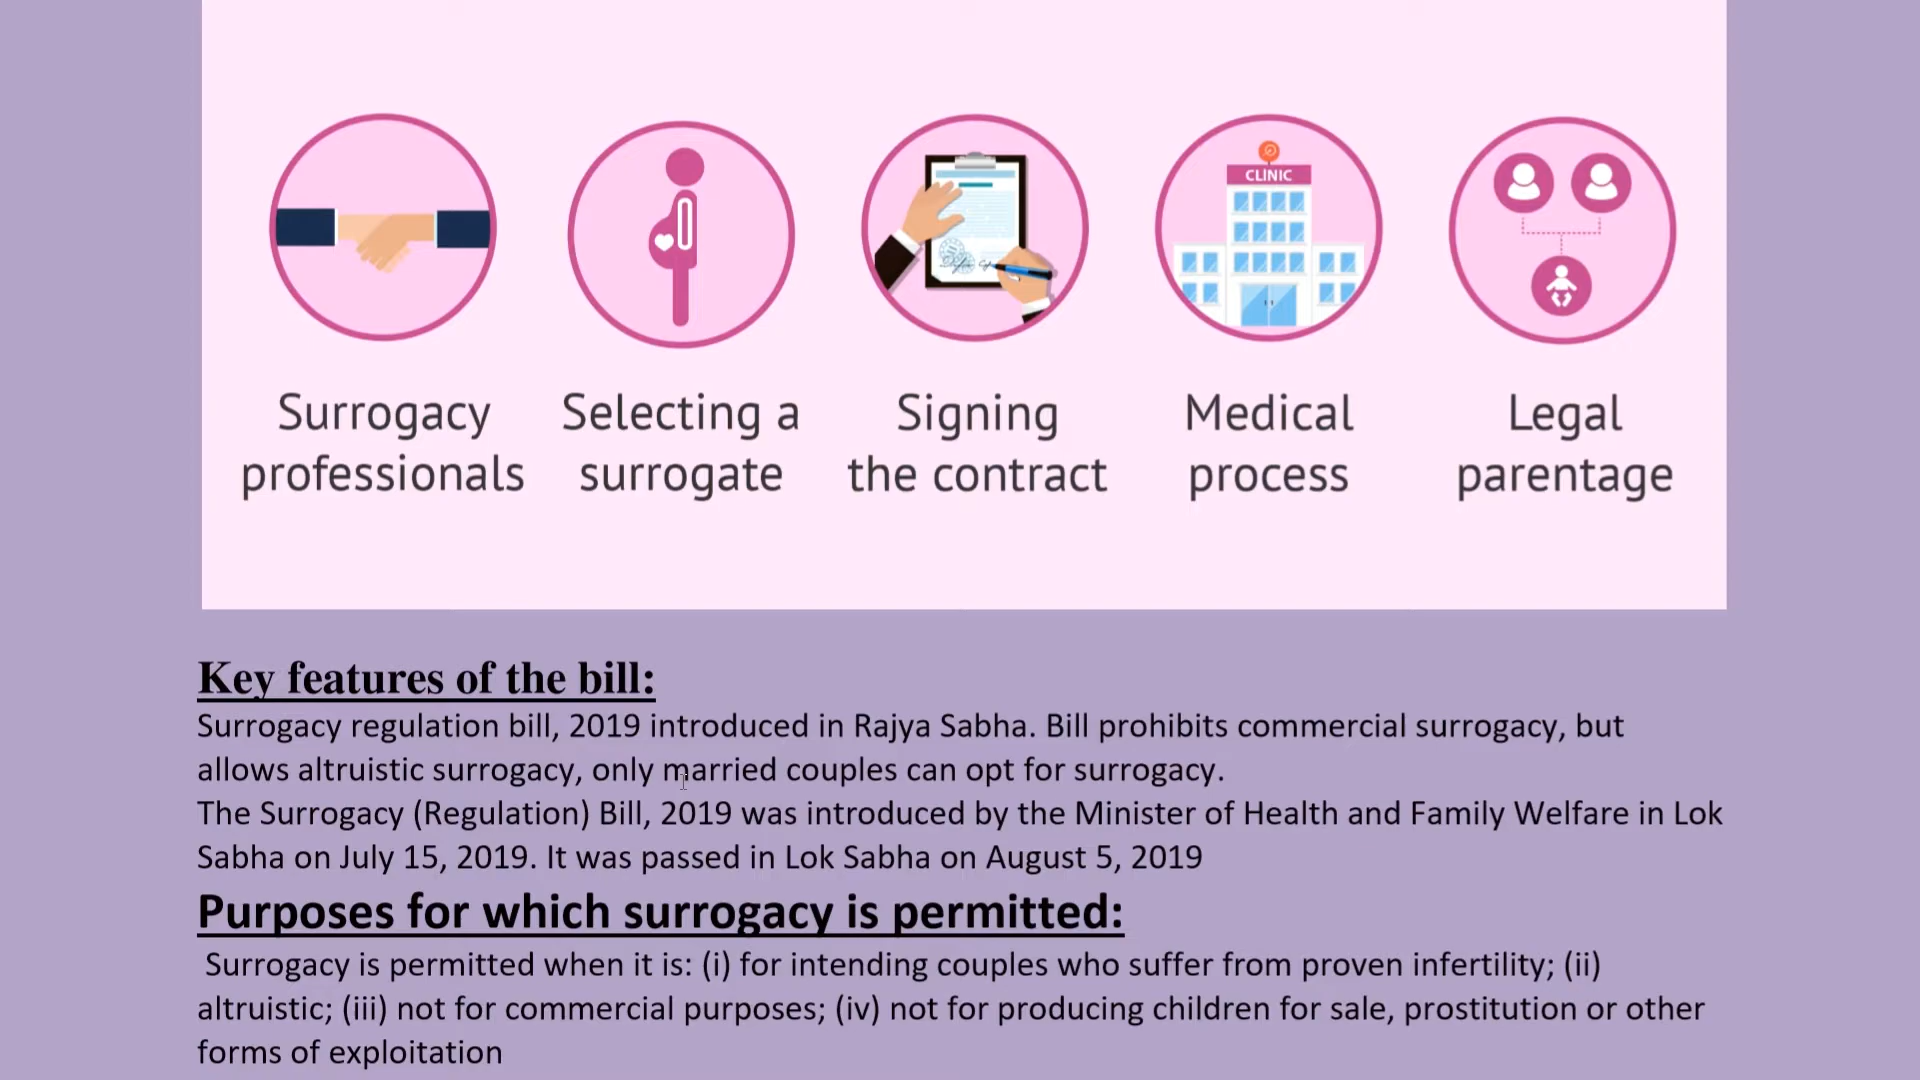 CLINIC
Surrogacy
professionals
Selecting a
surrogate
Signing
the contract
Medical
process
Legal
parentage
Key features of the bill:
Surrogacy regulation bill, 2019 introduced in Rajya Sabha. Bill prohibits commercial surrogacy, but
allows altruistic surrogacy, only married couples can opt for surrogacy.
The Surrogacy (Regulation) Bill, 2019 was introduced by the Minister of Health and Family Welfare in Lok
Sabha on July 15, 2019. It was passed in Lok Sabha on August 5, 2019
Purposes for which surrogacy is permitted:
Surrogacy is permitted when it is: (i) for intending couples who suffer from proven infertility; (ii)
altruistic; (iii) not for commercial purposes; (iv) not for producing children for sale, prostitution or other
forms of exploitation